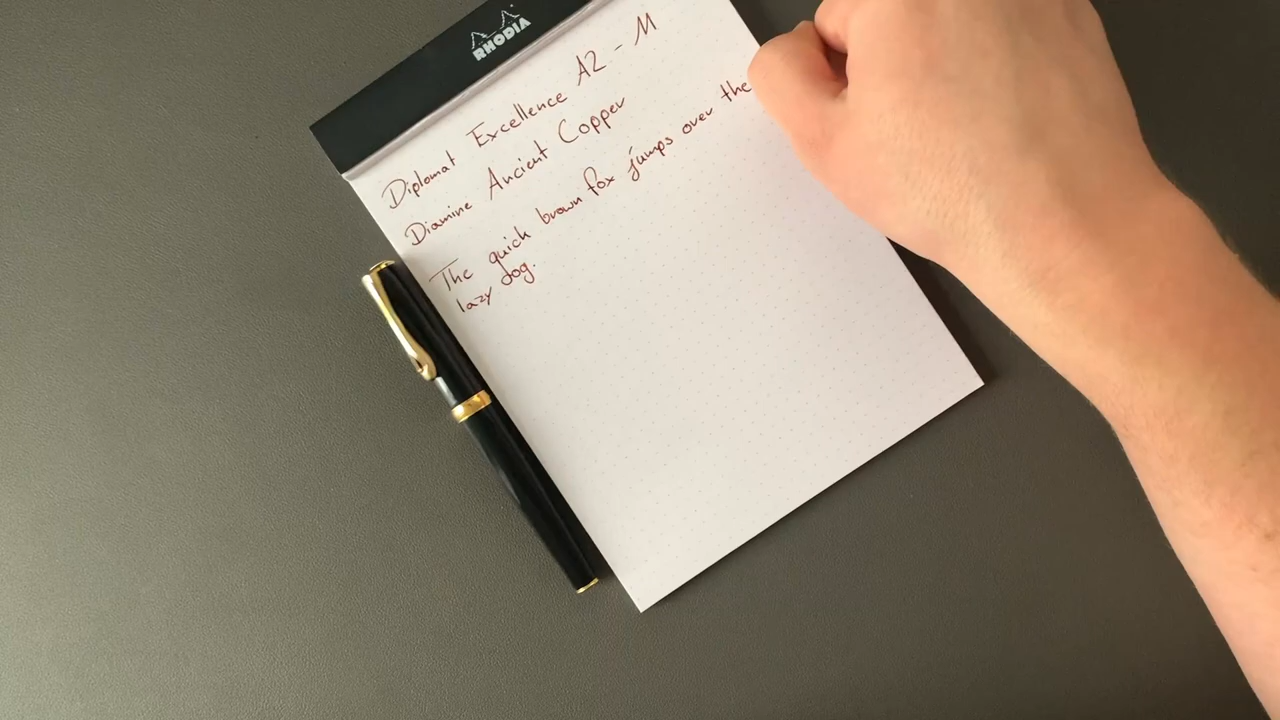 RHODIA
Diplomat Excellence A2 - M
Diamine Ancient Copper
The quick brown fox jumps over the
lazy dog.